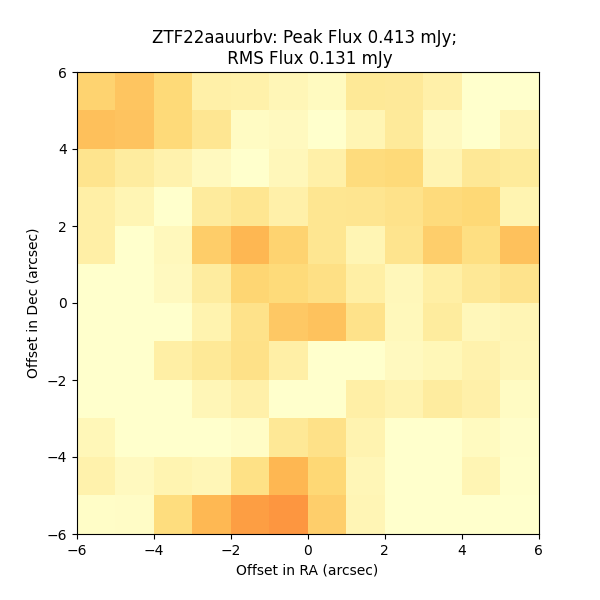 ZTF22aauurbv: Peak Flux 0.413 mJy;
RMS Flux 0.131 mJy
6
4
2
0
−2
−4
−6
Offset in Dec (arcsec)
−6 −4 −2 0 2 4 6
Offset in RA (arcsec)